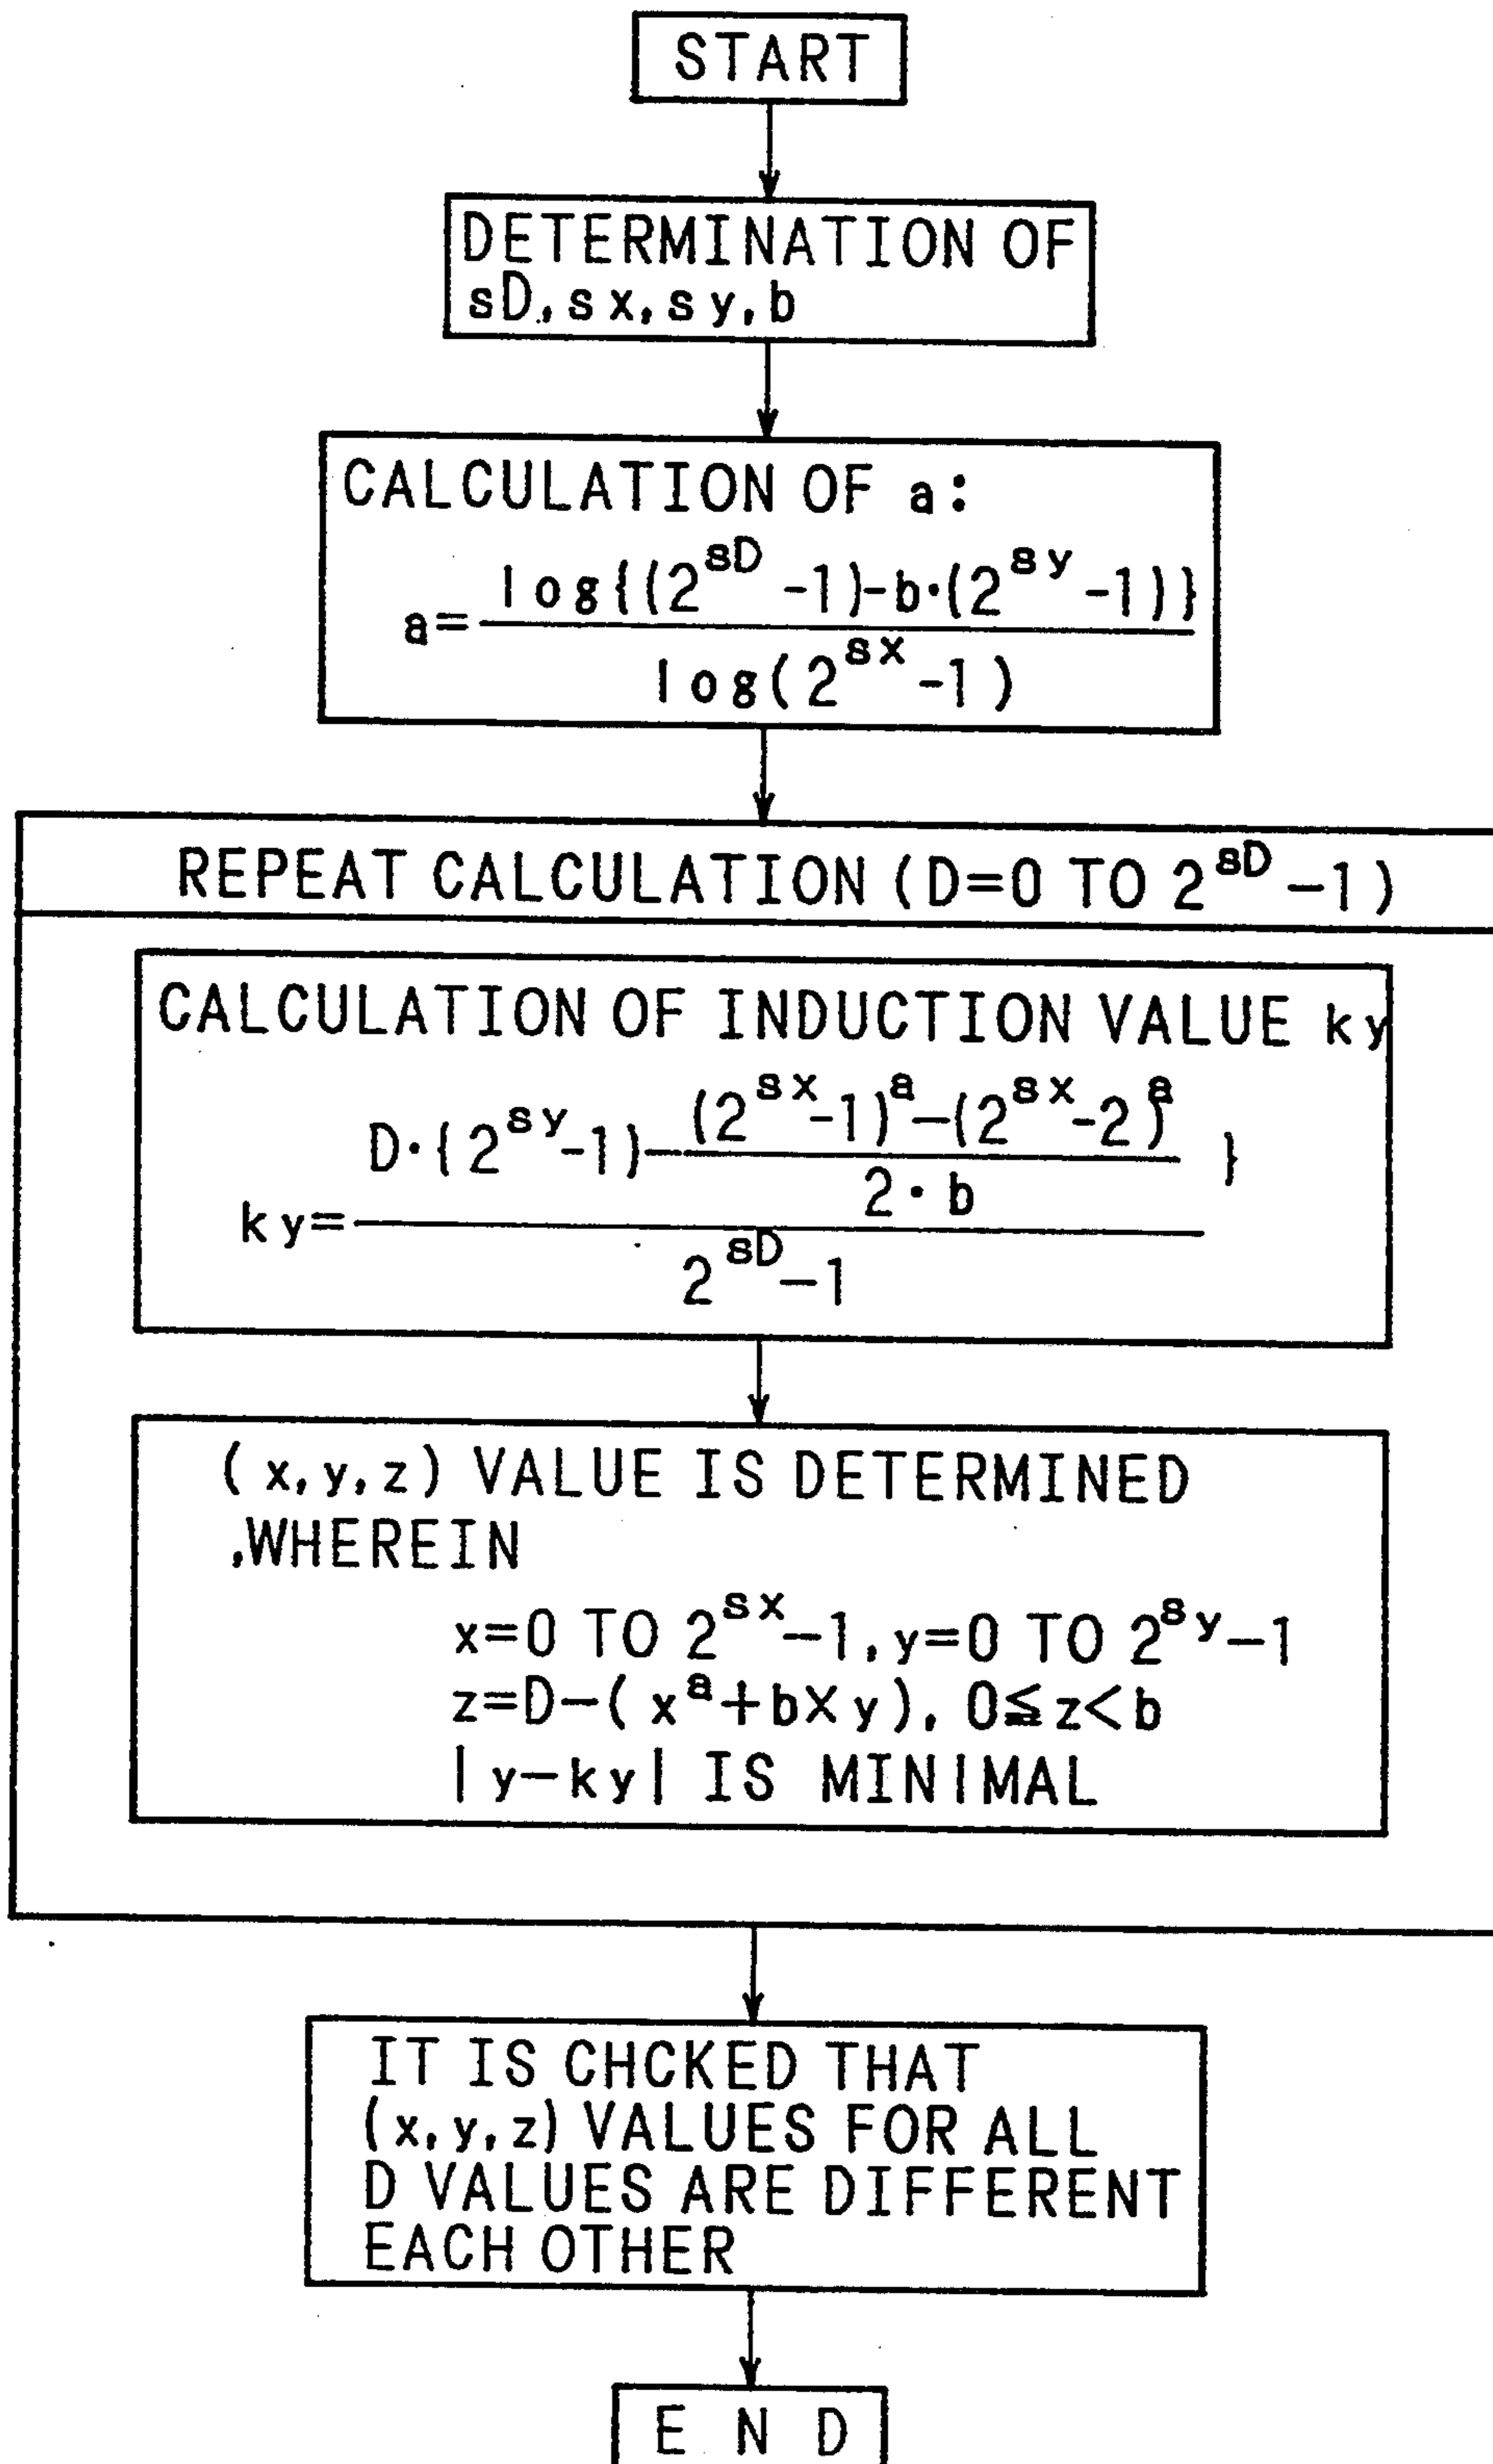 START
DETERMINATION OF
sD, sx, sy, b
CALCULATION OF a:
a= log{(2^sD -1)-b·(2^sy -1)} / log(2^sx -1)
REPEAT CALCULATION (D=0 TO 2^sD -1)
CALCULATION OF INDUCTION VALUE ky
ky= D·{2^sy -1)- (2^sx -1)^a -(2^sx -2)^a / 2·b } / 2^sD -1
(x, y, z) VALUE IS DETERMINED
,WHEREIN
x=0 TO 2^sx -1, y=0 TO 2^sy -1
z=D-(x^a+b×y), 0≦z<b
|y-ky| IS MINIMAL
IT IS CHCKED THAT
(x, y, z) VALUES FOR ALL
D VALUES ARE DIFFERENT
EACH OTHER
END